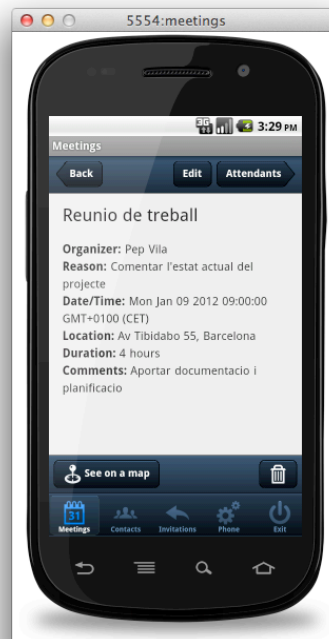 5554:meetings
3G 3:29 PM
Meetings
Back Edit Attendants
Reunio de treball
Organizer: Pep Vila
Reason: Comentar l'estat actual del
projecte
Date/Time: Mon Jan 09 2012 09:00:00
GMT+0100 (CET)
Location: Av Tibidabo 55, Barcelona
Duration: 4 hours
Comments: Aportar documentacio i
planificacio
See on a map
31
Meetings Contacts Invitations Phone Exit